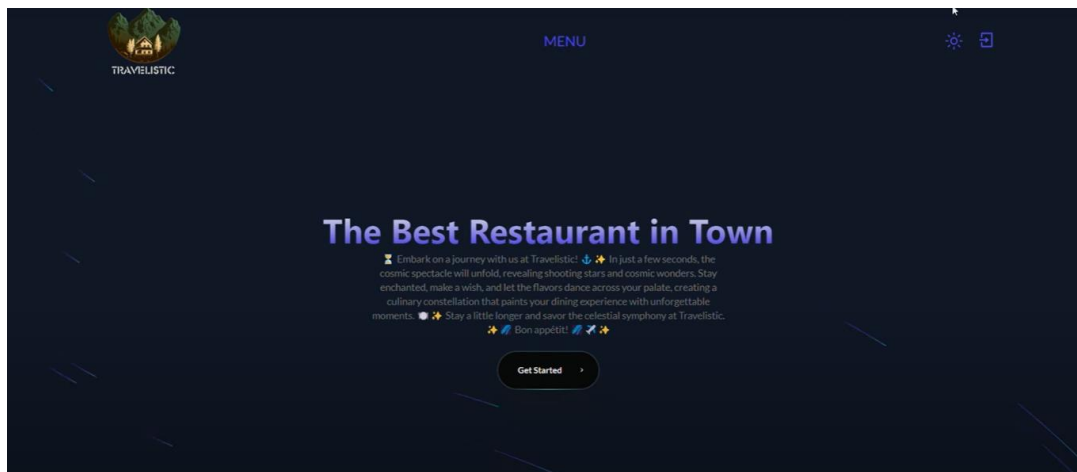 TRAVELISTIC
MENU
The Best Restaurant in Town
⏳ Embark on a journey with us at Travelistic! ⚓ ✨ In just a few seconds, the
cosmic spectacle will unfold, revealing shooting stars and cosmic wonders. Stay
enchanted, make a wish, and let the flavors dance across your palate, creating a
culinary constellation that paints your dining experience with unforgettable
moments. 🍽️ ✨ Stay a little longer and savor the celestial symphony at Travelistic.
✨ 🌌 Bon appétit! 🌌 ✈️ ✨
Get Started ›